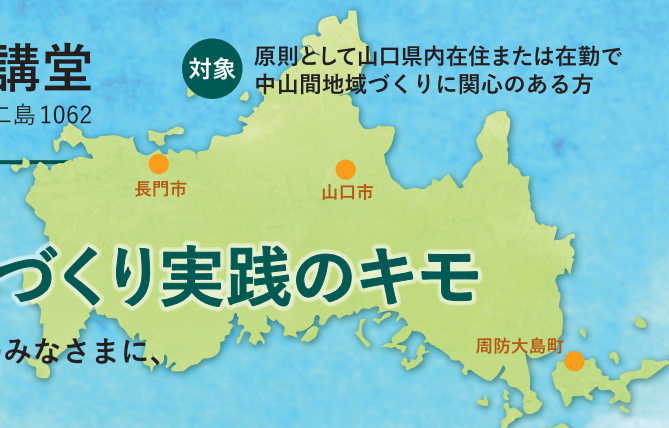 講堂
二島1062
対象
原則として山口県内在住または在勤で
中山間地域づくりに関心のある方
長門市
山口市
づくり実践のキモ
みなさまに、
周防大島町